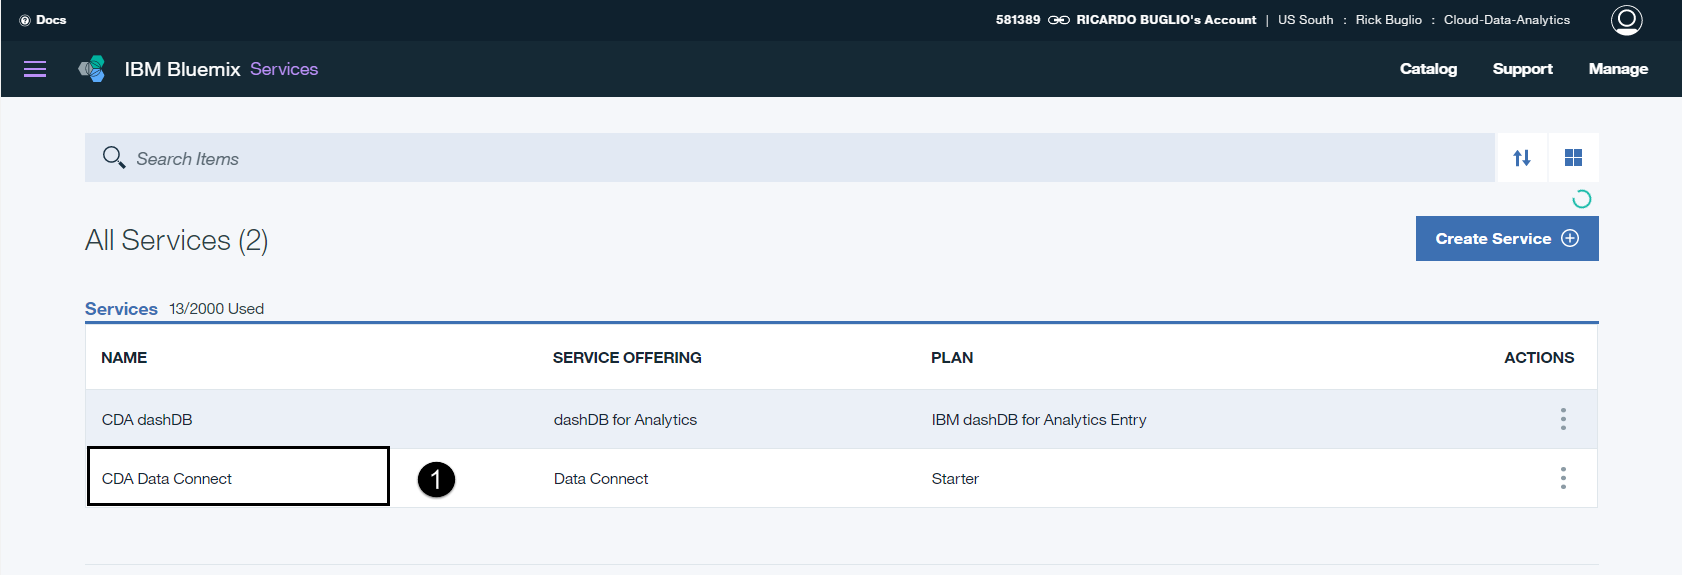 Docs 581389 RICARDO BUGLIO's Account | US South : Rick Buglio : Cloud-Data-Analytics
IBM Bluemix Services Catalog Support Manage
Search Items
All Services (2) Create Service
Services 13/2000 Used
NAME SERVICE OFFERING PLAN ACTIONS
CDA dashDB dashDB for Analytics IBM dashDB for Analytics Entry
CDA Data Connect 1 Data Connect Starter